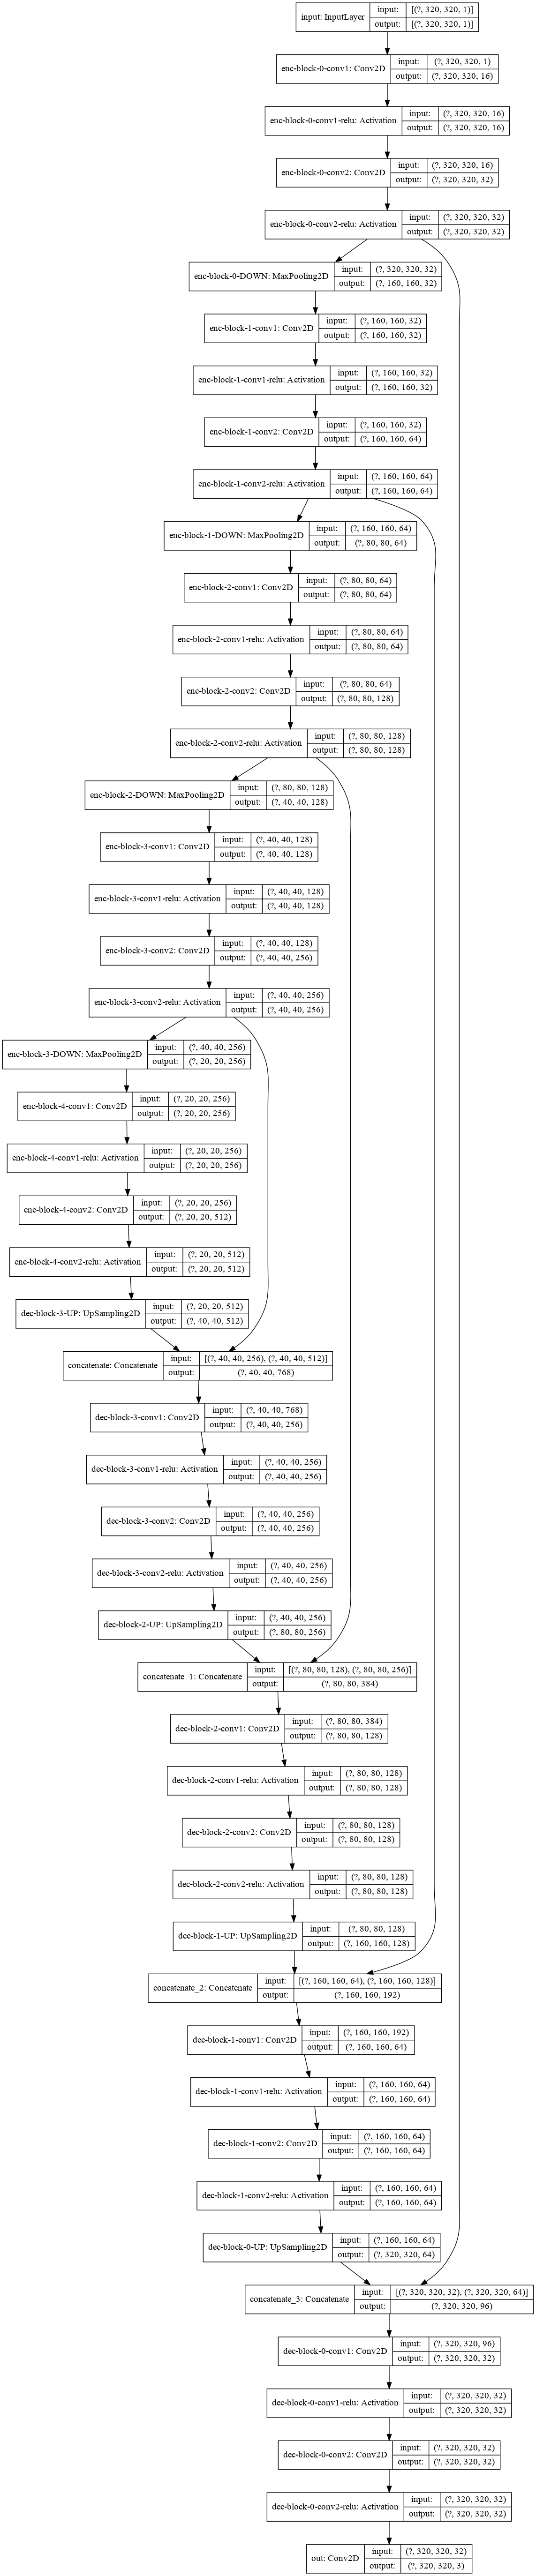 input: InputLayer input: [(?, 320, 320, 1)]
output: [(?, 320, 320, 1)]
enc-block-0-conv1: Conv2D input: (?, 320, 320, 1)
output: (?, 320, 320, 16)
enc-block-0-conv1-relu: Activation input: (?, 320, 320, 16)
output: (?, 320, 320, 16)
enc-block-0-conv2: Conv2D input: (?, 320, 320, 16)
output: (?, 320, 320, 32)
enc-block-0-conv2-relu: Activation input: (?, 320, 320, 32)
output: (?, 320, 320, 32)
enc-block-0-DOWN: MaxPooling2D input: (?, 320, 320, 32)
output: (?, 160, 160, 32)
enc-block-1-conv1: Conv2D input: (?, 160, 160, 32)
output: (?, 160, 160, 32)
enc-block-1-conv1-relu: Activation input: (?, 160, 160, 32)
output: (?, 160, 160, 32)
enc-block-1-conv2: Conv2D input: (?, 160, 160, 32)
output: (?, 160, 160, 64)
enc-block-1-conv2-relu: Activation input: (?, 160, 160, 64)
output: (?, 160, 160, 64)
enc-block-1-DOWN: MaxPooling2D input: (?, 160, 160, 64)
output: (?, 80, 80, 64)
enc-block-2-conv1: Conv2D input: (?, 80, 80, 64)
output: (?, 80, 80, 64)
enc-block-2-conv1-relu: Activation input: (?, 80, 80, 64)
output: (?, 80, 80, 64)
enc-block-2-conv2: Conv2D input: (?, 80, 80, 64)
output: (?, 80, 80, 128)
enc-block-2-conv2-relu: Activation input: (?, 80, 80, 128)
output: (?, 80, 80, 128)
enc-block-2-DOWN: MaxPooling2D input: (?, 80, 80, 128)
output: (?, 40, 40, 128)
enc-block-3-conv1: Conv2D input: (?, 40, 40, 128)
output: (?, 40, 40, 128)
enc-block-3-conv1-relu: Activation input: (?, 40, 40, 128)
output: (?, 40, 40, 128)
enc-block-3-conv2: Conv2D input: (?, 40, 40, 128)
output: (?, 40, 40, 256)
enc-block-3-conv2-relu: Activation input: (?, 40, 40, 256)
output: (?, 40, 40, 256)
enc-block-3-DOWN: MaxPooling2D input: (?, 40, 40, 256)
output: (?, 20, 20, 256)
enc-block-4-conv1: Conv2D input: (?, 20, 20, 256)
output: (?, 20, 20, 256)
enc-block-4-conv1-relu: Activation input: (?, 20, 20, 256)
output: (?, 20, 20, 256)
enc-block-4-conv2: Conv2D input: (?, 20, 20, 256)
output: (?, 20, 20, 512)
enc-block-4-conv2-relu: Activation input: (?, 20, 20, 512)
output: (?, 20, 20, 512)
dec-block-3-UP: UpSampling2D input: (?, 20, 20, 512)
output: (?, 40, 40, 512)
concatenate: Concatenate input: [(?, 40, 40, 256), (?, 40, 40, 512)]
output: (?, 40, 40, 768)
dec-block-3-conv1: Conv2D input: (?, 40, 40, 768)
output: (?, 40, 40, 256)
dec-block-3-conv1-relu: Activation input: (?, 40, 40, 256)
output: (?, 40, 40, 256)
dec-block-3-conv2: Conv2D input: (?, 40, 40, 256)
output: (?, 40, 40, 256)
dec-block-3-conv2-relu: Activation input: (?, 40, 40, 256)
output: (?, 40, 40, 256)
dec-block-2-UP: UpSampling2D input: (?, 40, 40, 256)
output: (?, 80, 80, 256)
concatenate_1: Concatenate input: [(?, 80, 80, 128), (?, 80, 80, 256)]
output: (?, 80, 80, 384)
dec-block-2-conv1: Conv2D input: (?, 80, 80, 384)
output: (?, 80, 80, 128)
dec-block-2-conv1-relu: Activation input: (?, 80, 80, 128)
output: (?, 80, 80, 128)
dec-block-2-conv2: Conv2D input: (?, 80, 80, 128)
output: (?, 80, 80, 128)
dec-block-2-conv2-relu: Activation input: (?, 80, 80, 128)
output: (?, 80, 80, 128)
dec-block-1-UP: UpSampling2D input: (?, 80, 80, 128)
output: (?, 160, 160, 128)
concatenate_2: Concatenate input: [(?, 160, 160, 64), (?, 160, 160, 128)]
output: (?, 160, 160, 192)
dec-block-1-conv1: Conv2D input: (?, 160, 160, 192)
output: (?, 160, 160, 64)
dec-block-1-conv1-relu: Activation input: (?, 160, 160, 64)
output: (?, 160, 160, 64)
dec-block-1-conv2: Conv2D input: (?, 160, 160, 64)
output: (?, 160, 160, 64)
dec-block-1-conv2-relu: Activation input: (?, 160, 160, 64)
output: (?, 160, 160, 64)
dec-block-0-UP: UpSampling2D input: (?, 160, 160, 64)
output: (?, 320, 320, 64)
concatenate_3: Concatenate input: [(?, 320, 320, 32), (?, 320, 320, 64)]
output: (?, 320, 320, 96)
dec-block-0-conv1: Conv2D input: (?, 320, 320, 96)
output: (?, 320, 320, 32)
dec-block-0-conv1-relu: Activation input: (?, 320, 320, 32)
output: (?, 320, 320, 32)
dec-block-0-conv2: Conv2D input: (?, 320, 320, 32)
output: (?, 320, 320, 32)
dec-block-0-conv2-relu: Activation input: (?, 320, 320, 32)
output: (?, 320, 320, 32)
out: Conv2D input: (?, 320, 320, 32)
output: (?, 320, 320, 3)